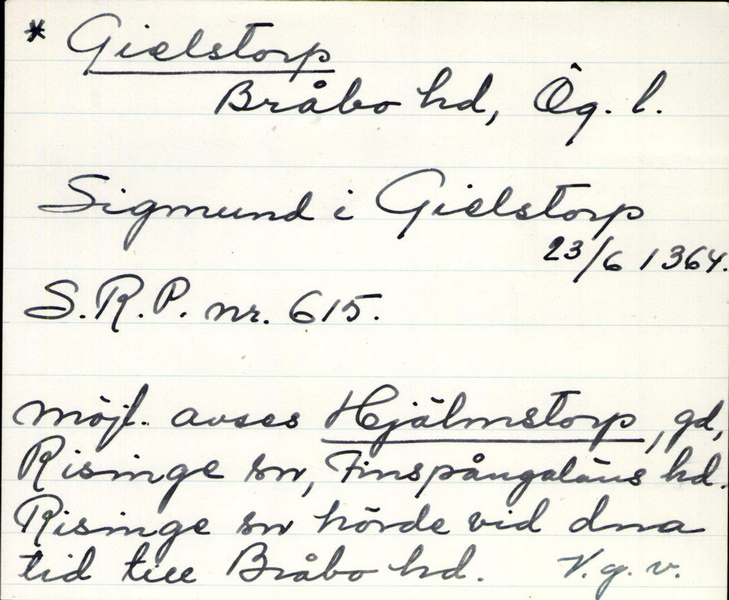 * Gielstorp
Bråbo hd, Ög. l.
Sigmund i Gielstorp
23/6 1364.
S.R.P. nr. 615.
möjl. avses Hjälmstorp, gd,
Risinge sn, Finspångaläns hd.
Risinge sn hörde vid dna
tid till Bråbo hd. V.g.v.